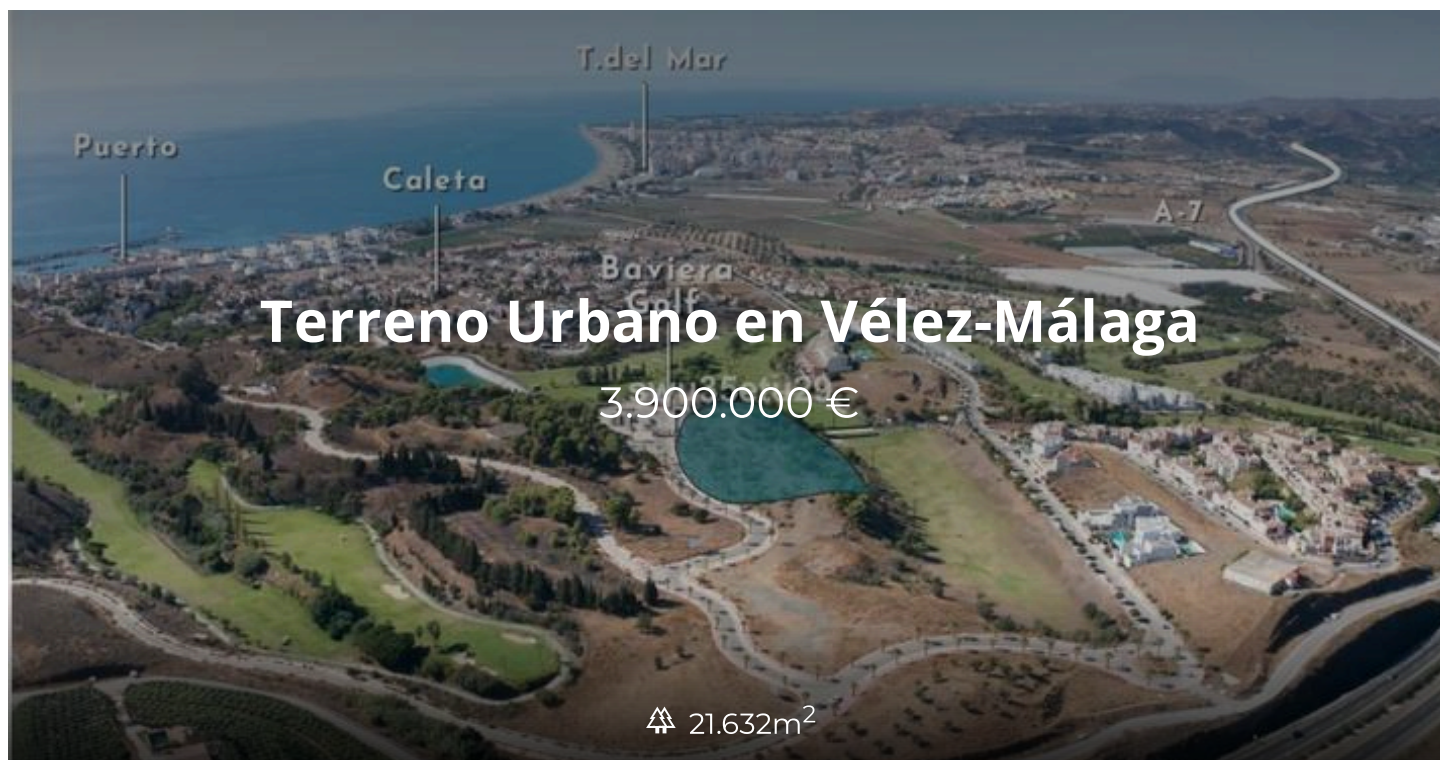 T.del Mar
Puerto
Caleta
A-7
Baviera
Golf
Terreno Urbano en Vélez-Málaga
3.900.000 €
21.632m²